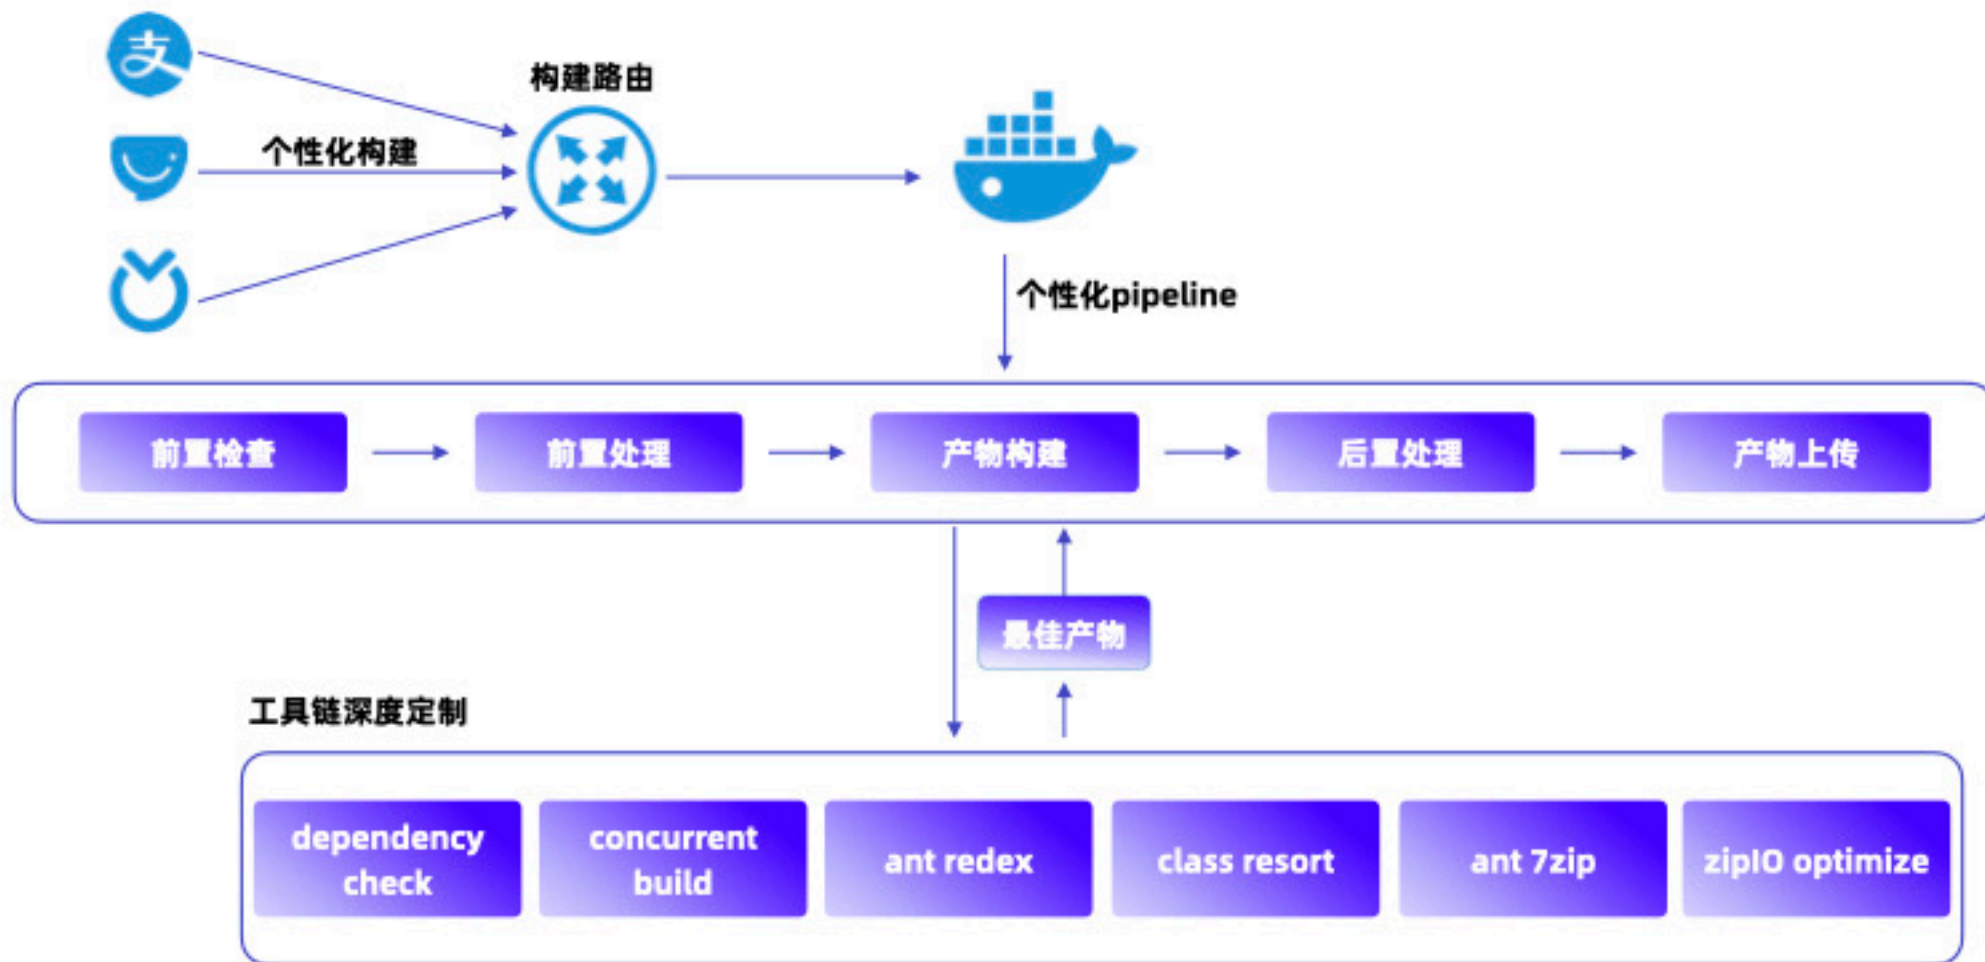 支
构建路由
个性化构建
个性化pipeline
前置检查
前置处理
产物构建
后置处理
产物上传
最佳产物
工具链深度定制
dependency
check
concurrent
build
ant redex
class resort
ant 7zip
zipIO optimize